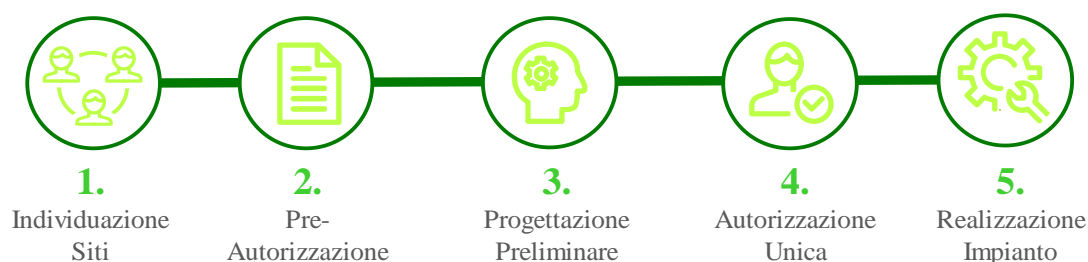 1.
Individuazione
Siti
2.
Pre-
Autorizzazione
3.
Progettazione
Preliminare
4.
Autorizzazione
Unica
5.
Realizzazione
Impianto